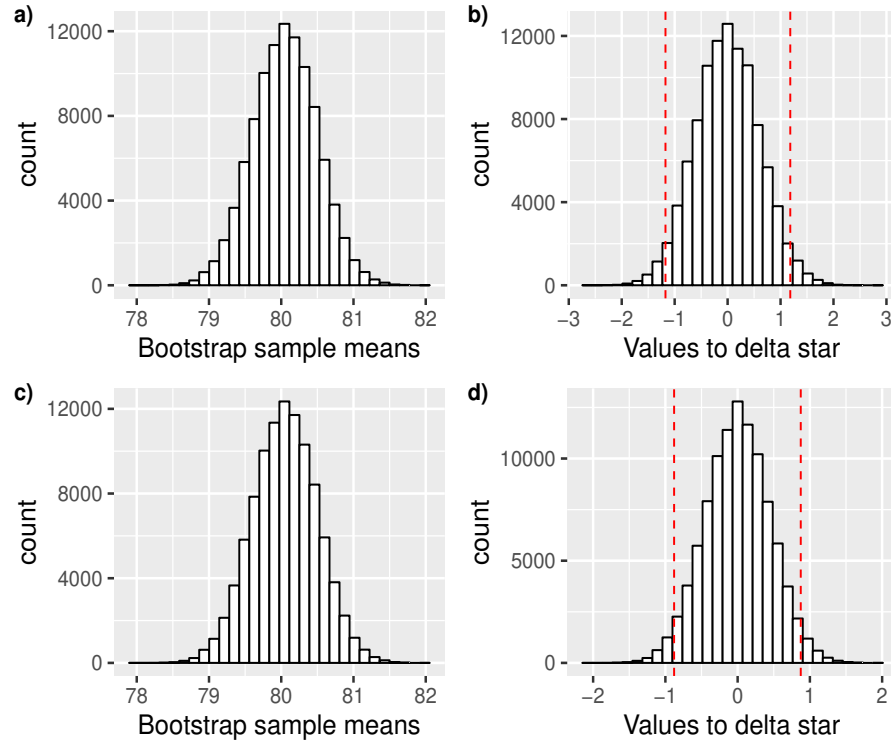 a)
12000
8000
4000
0
count
78 79 80 81 82
Bootstrap sample means
b)
12000
8000
4000
0
count
−3 −2 −1 0 1 2 3
Values to delta star
c)
12000
8000
4000
0
count
78 79 80 81 82
Bootstrap sample means
d)
10000
5000
0
count
−2 −1 0 1 2
Values to delta star